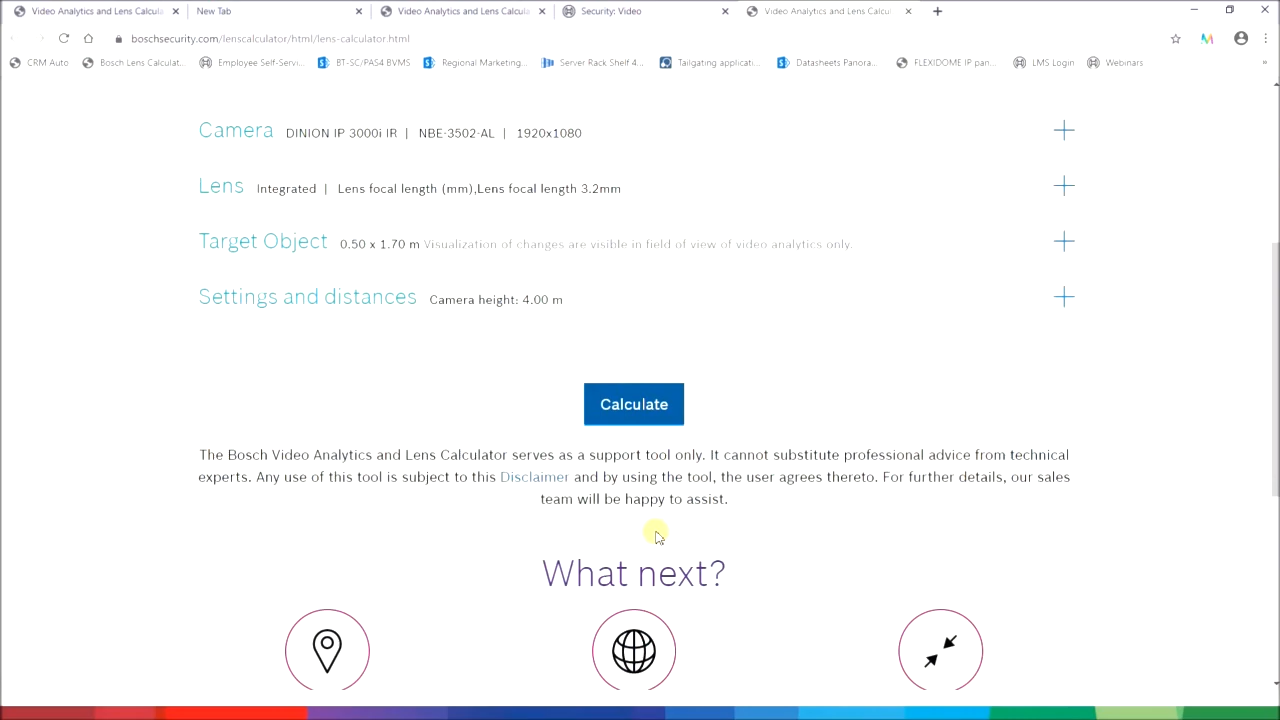 Video Analytics and Lens Calcula
New Tab
Video Analytics and Lens Calcula
Security: Video
Video Analytics and Lens Calcul
boschsecurity.com/lenscalculator/html/lens-calculator.html
CRM Auto
Bosch Lens Calculat...
Employee Self-Servi...
BT-SC/PAS4 BVMS
Regional Marketing...
Server Rack Shelf 4...
Tailgating applicati...
Datasheets Panora...
FLEXIDOME IP pan...
LMS Login
Webinars
»
Camera DINION IP 3000i IR | NBE-3502-AL | 1920x1080
Lens Integrated | Lens focal length (mm),Lens focal length 3.2mm
Target Object 0.50 x 1.70 m Visualization of changes are visible in field of view of video analytics only.
Settings and distances Camera height: 4.00 m
Calculate
The Bosch Video Analytics and Lens Calculator serves as a support tool only. It cannot substitute professional advice from technical
experts. Any use of this tool is subject to this Disclaimer and by using the tool, the user agrees thereto. For further details, our sales
team will be happy to assist.
What next?